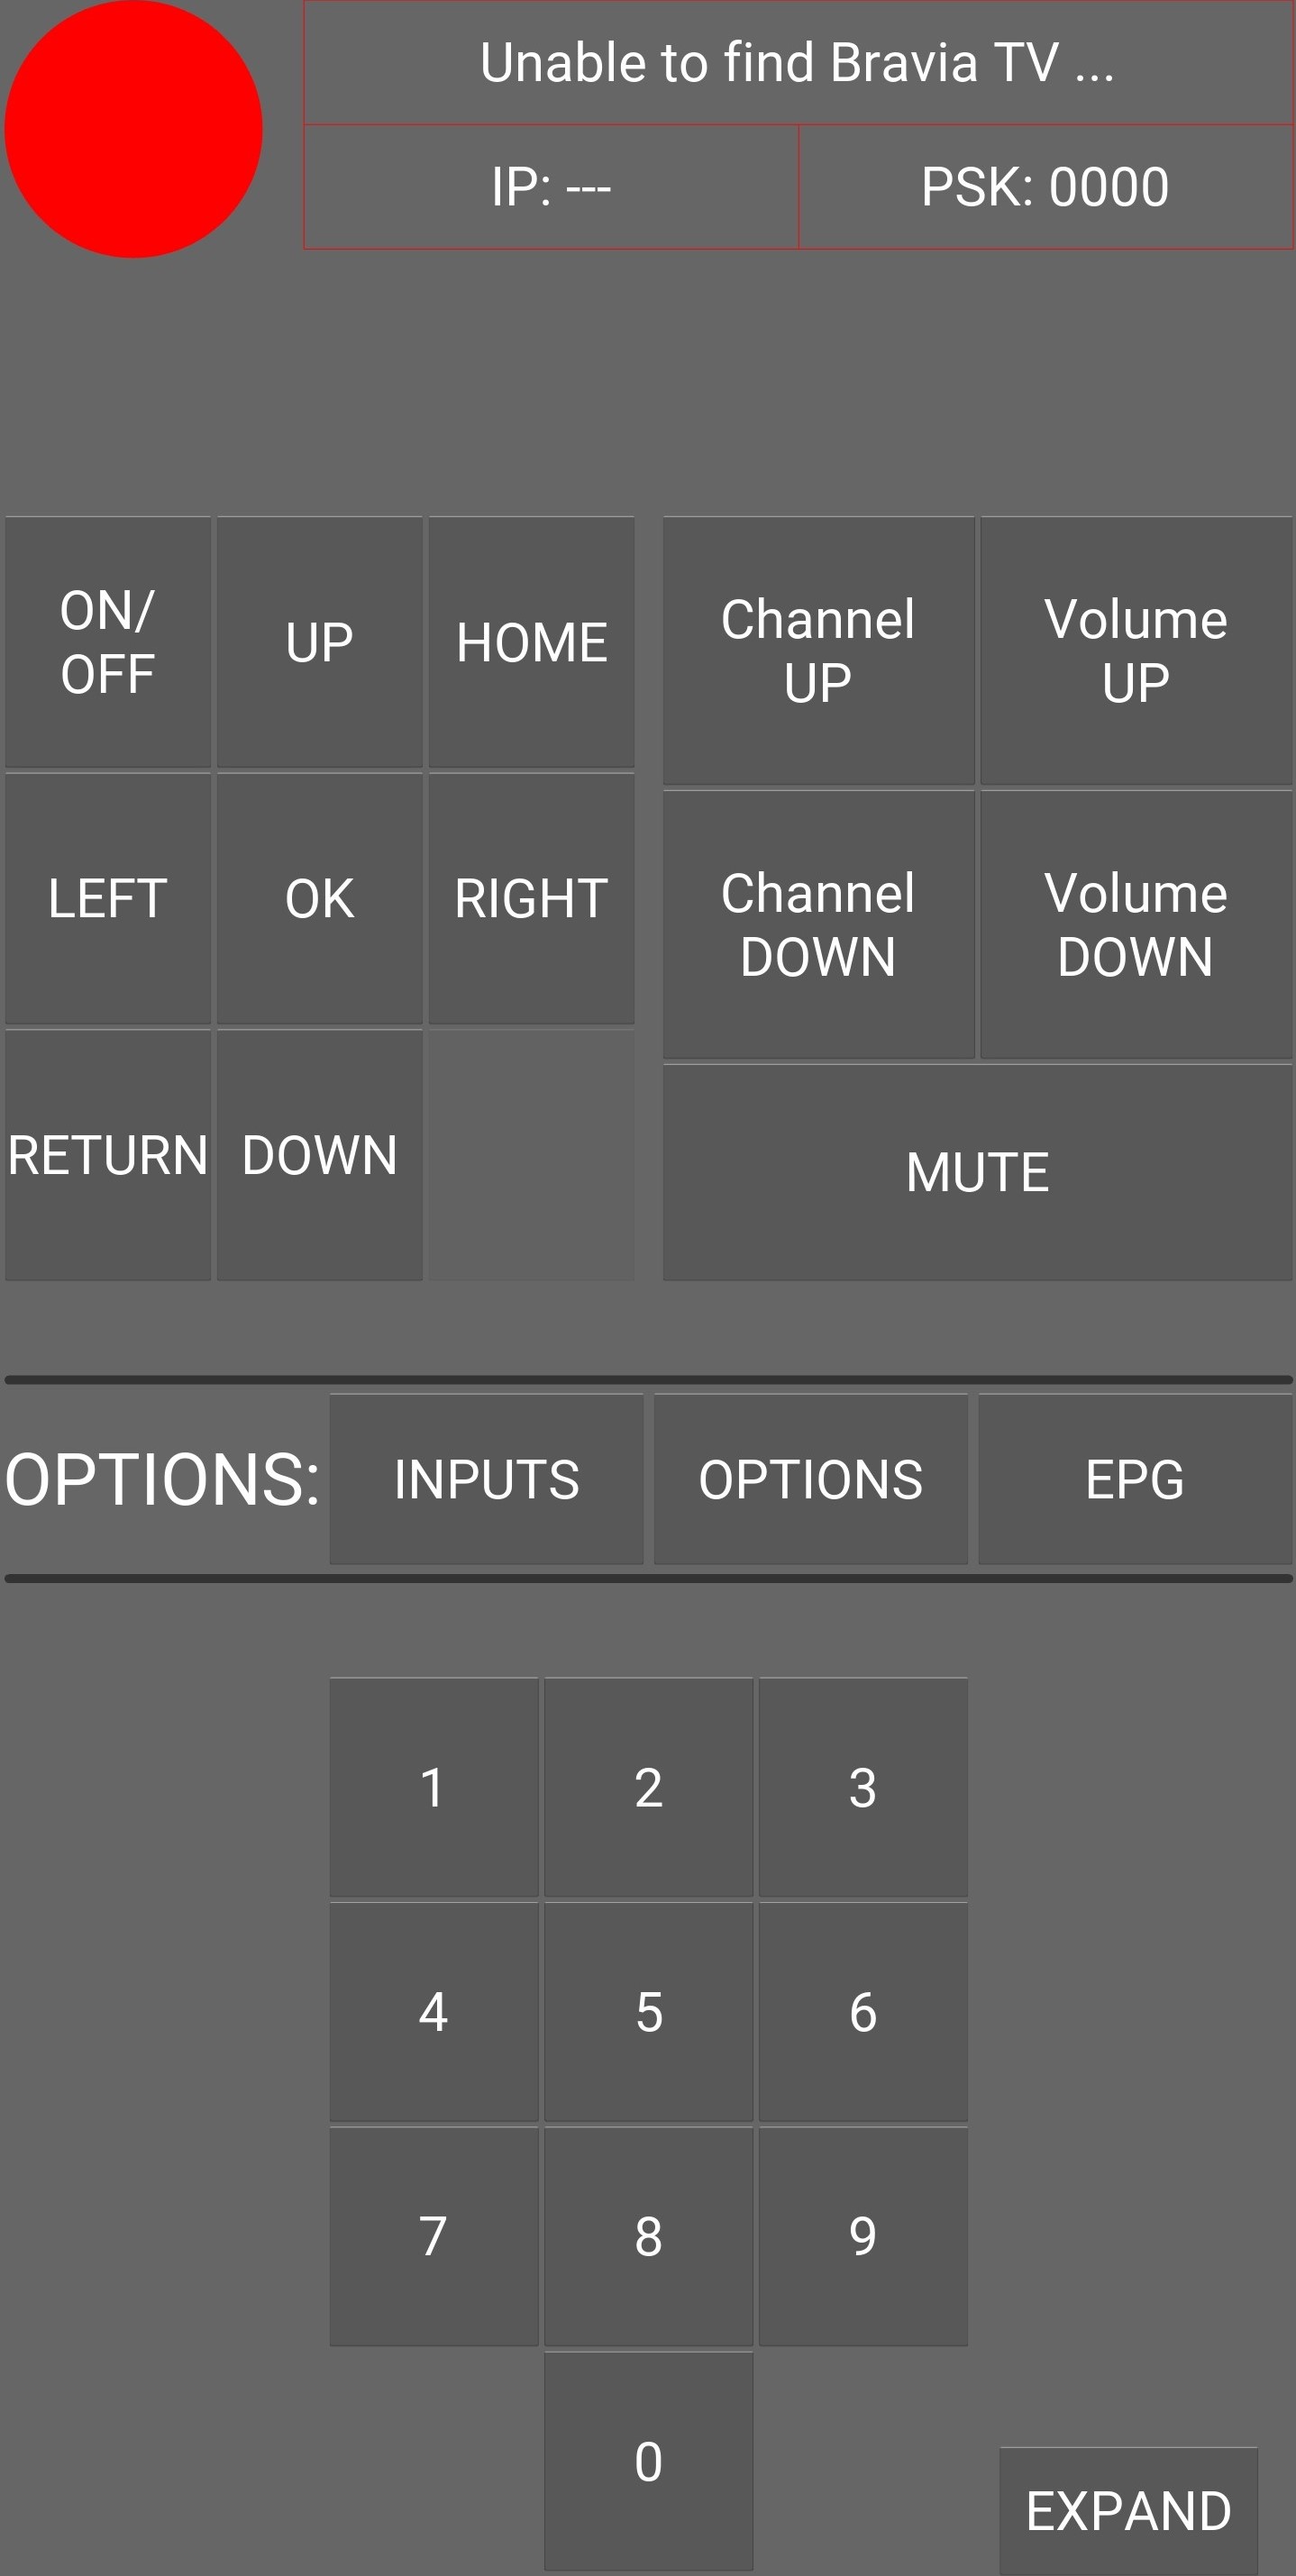 Unable to find Bravia TV ...
IP: ---
PSK: 0000
ON/
OFF
UP
HOME
Channel
UP
Volume
UP
LEFT
OK
RIGHT
Channel
DOWN
Volume
DOWN
RETURN
DOWN
MUTE
OPTIONS:
INPUTS
OPTIONS
EPG
1
2
3
4
5
6
7
8
9
0
EXPAND